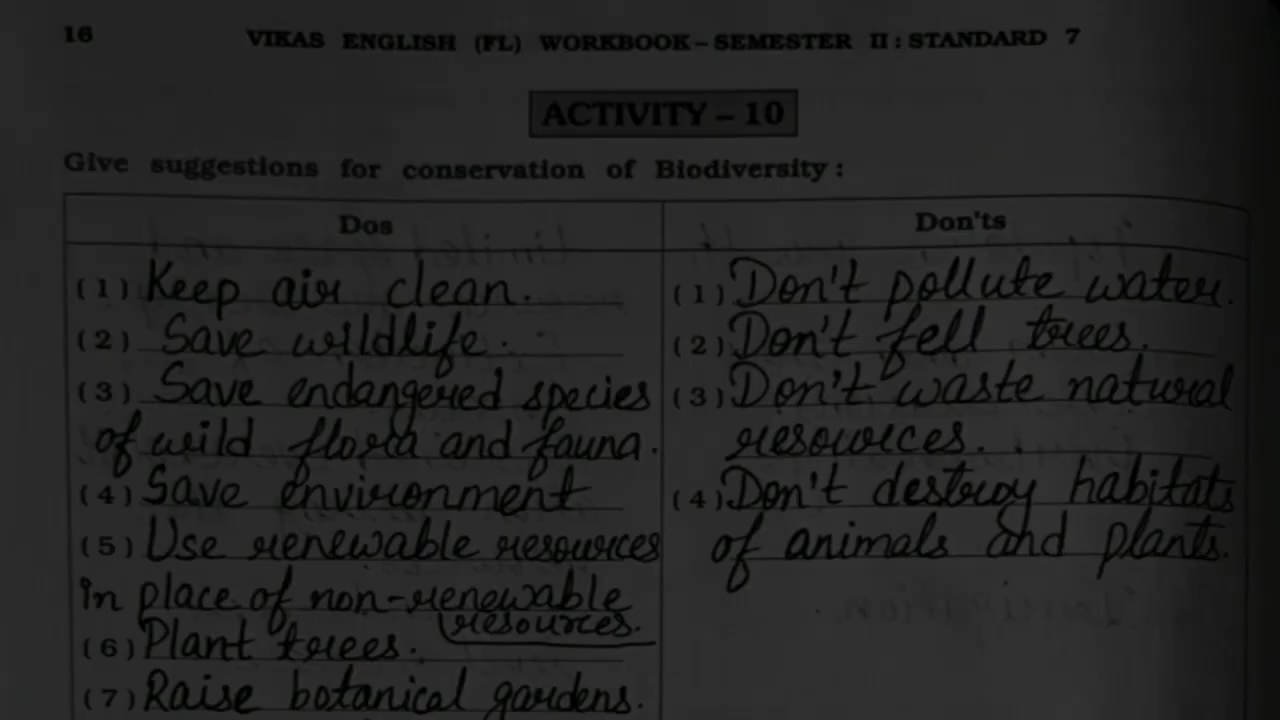 16 VIKAS ENGLISH (FL) WORKBOOK – SEMESTER II : STANDARD 7
ACTIVITY – 10
Give suggestions for conservation of Biodiversity :
Dos
(1) Keep air clean.
(2) Save wildlife.
(3) Save endangered species
of wild flora and fauna.
(4) Save environment
(5) Use renewable resources
in place of non-renewable
resources.
(6) Plant trees.
(7) Raise botanical gardens.
Don'ts
(1) Don't pollute water.
(2) Don't fell trees.
(3) Don't waste natural
resources.
(4) Don't destroy habitats
of animals and plants.